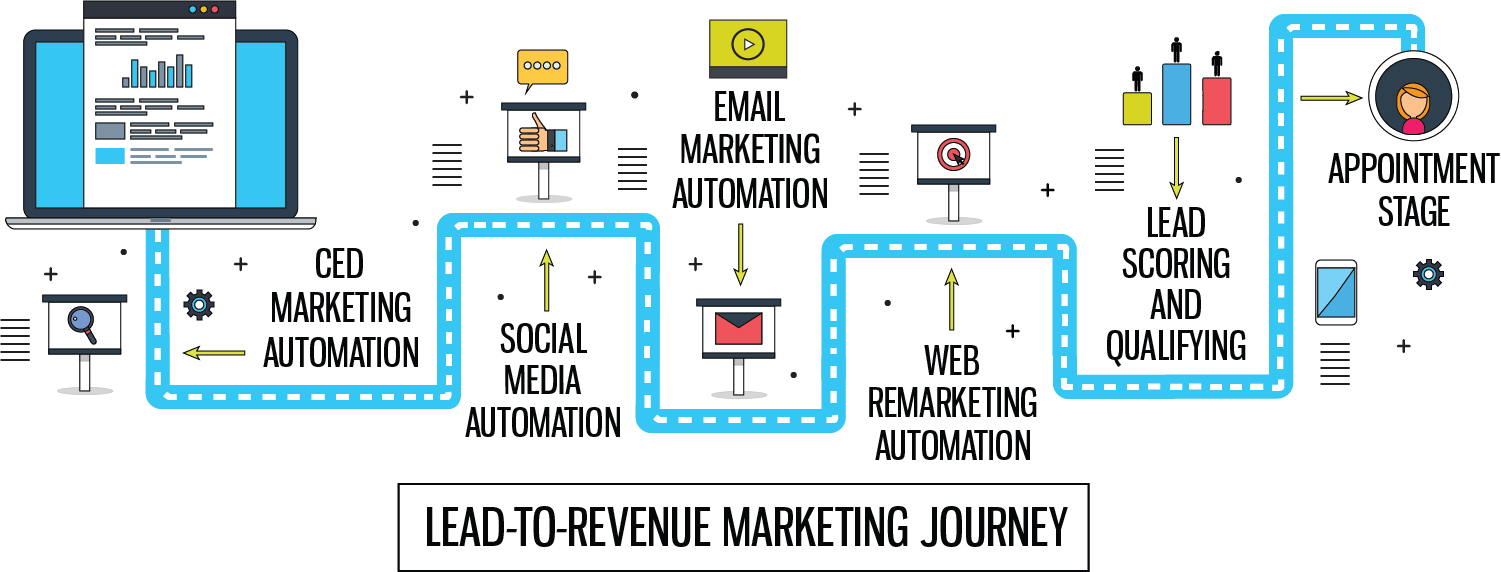 CED
MARKETING
AUTOMATION
SOCIAL
MEDIA
AUTOMATION
EMAIL
MARKETING
AUTOMATION
WEB
REMARKETING
AUTOMATION
LEAD
SCORING
AND
QUALIFYING
APPOINTMENT
STAGE
LEAD-TO-REVENUE MARKETING JOURNEY